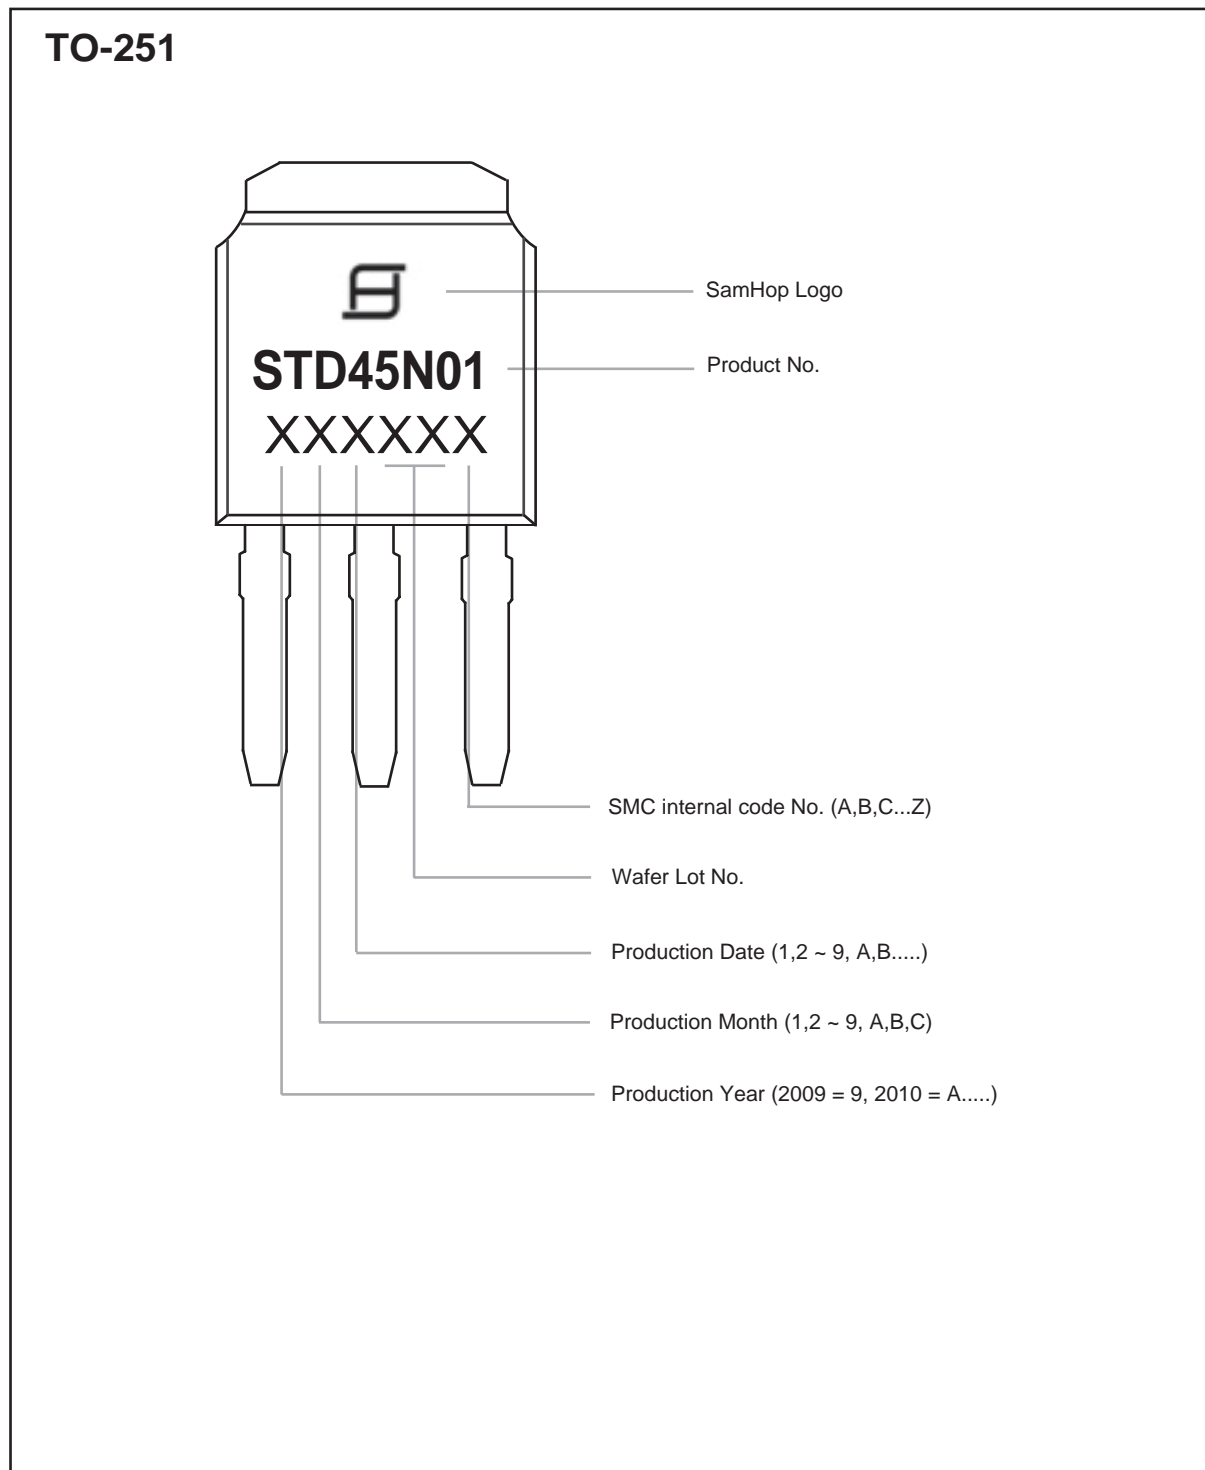 TO-251
SamHop Logo
STD45N01
Product No.
XXXXXX
SMC internal code No. (A,B,C...Z)
Wafer Lot No.
Production Date (1,2 ~ 9, A,B.....)
Production Month (1,2 ~ 9, A,B,C)
Production Year (2009 = 9, 2010 = A.....)